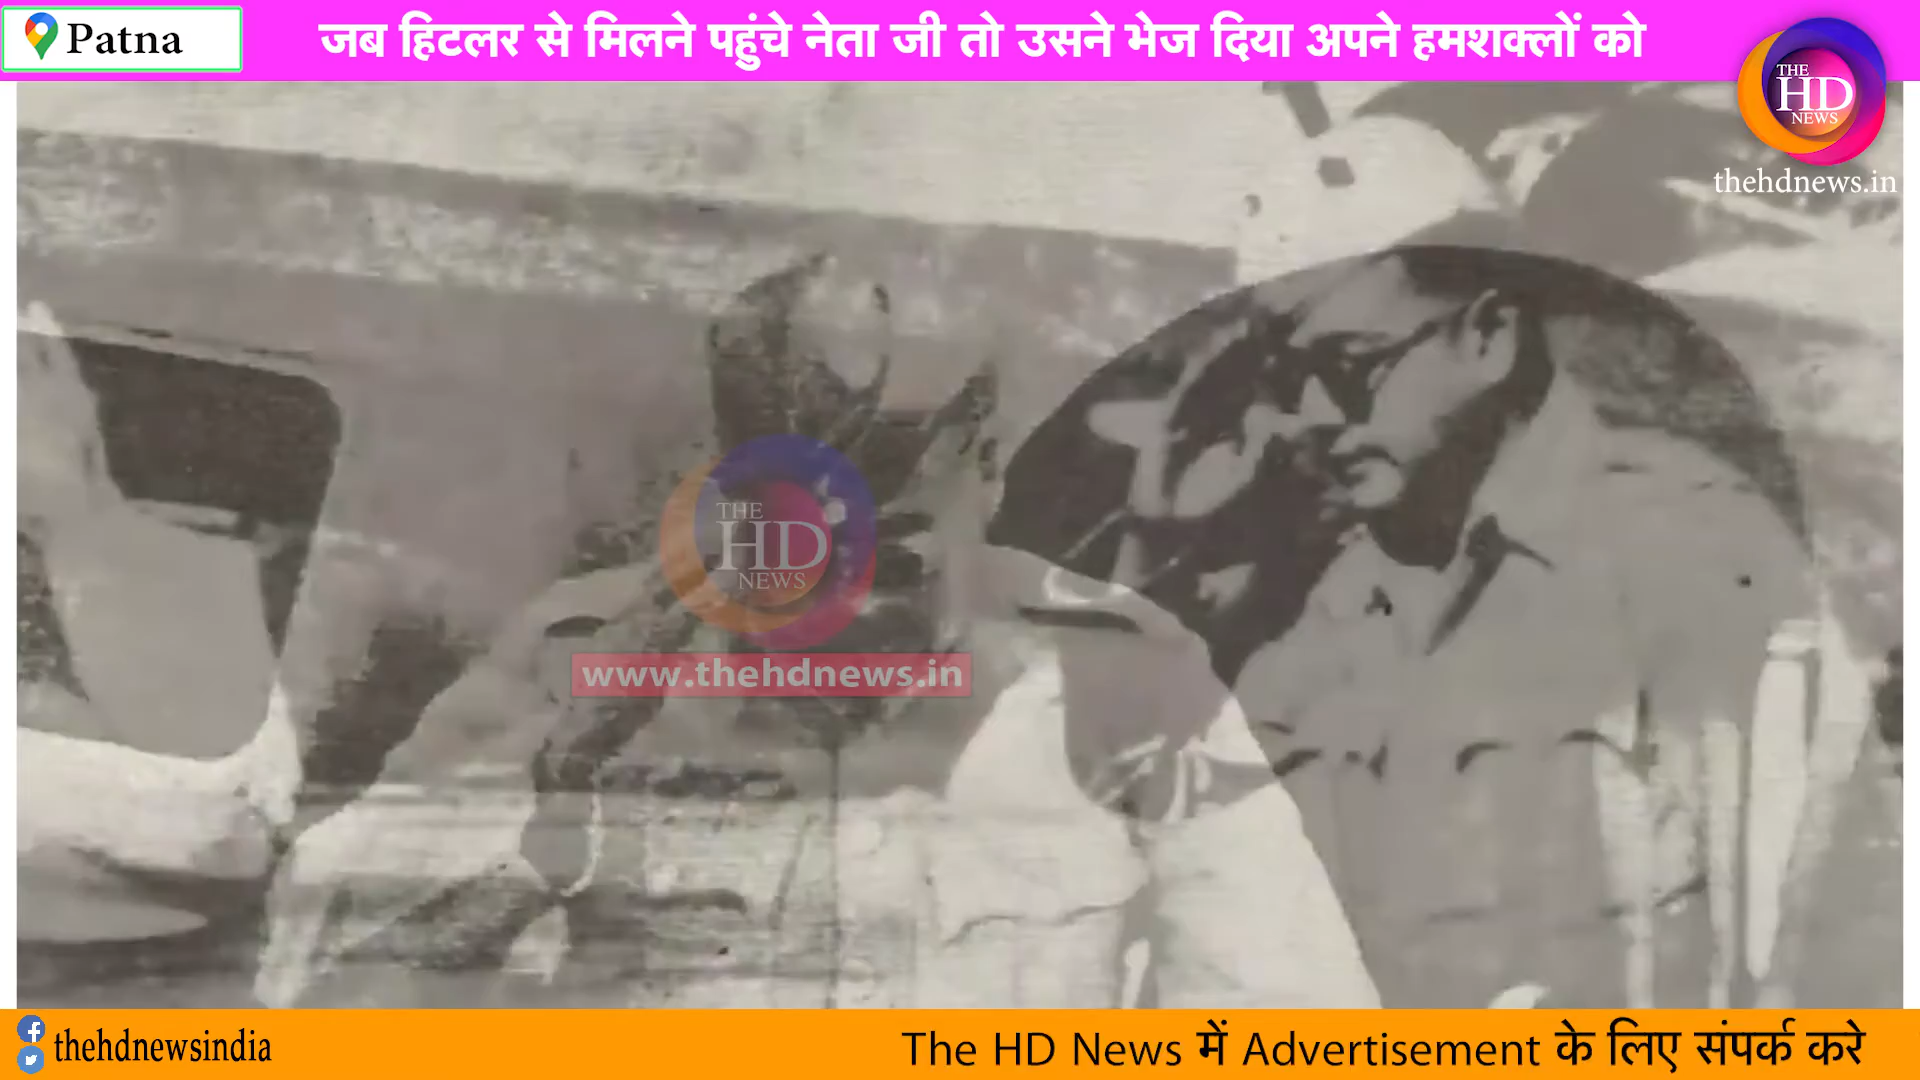 Patna
जब हिटलर से मिलने पहुंचे नेता जी तो उसने भेज दिया अपने हमशक्लों को
THE
HD
NEWS
thehdnews.in
THE
HD
NEWS
www.thehdnews.in
thehdnewsindia
The HD News में Advertisement के लिए संपर्क करे